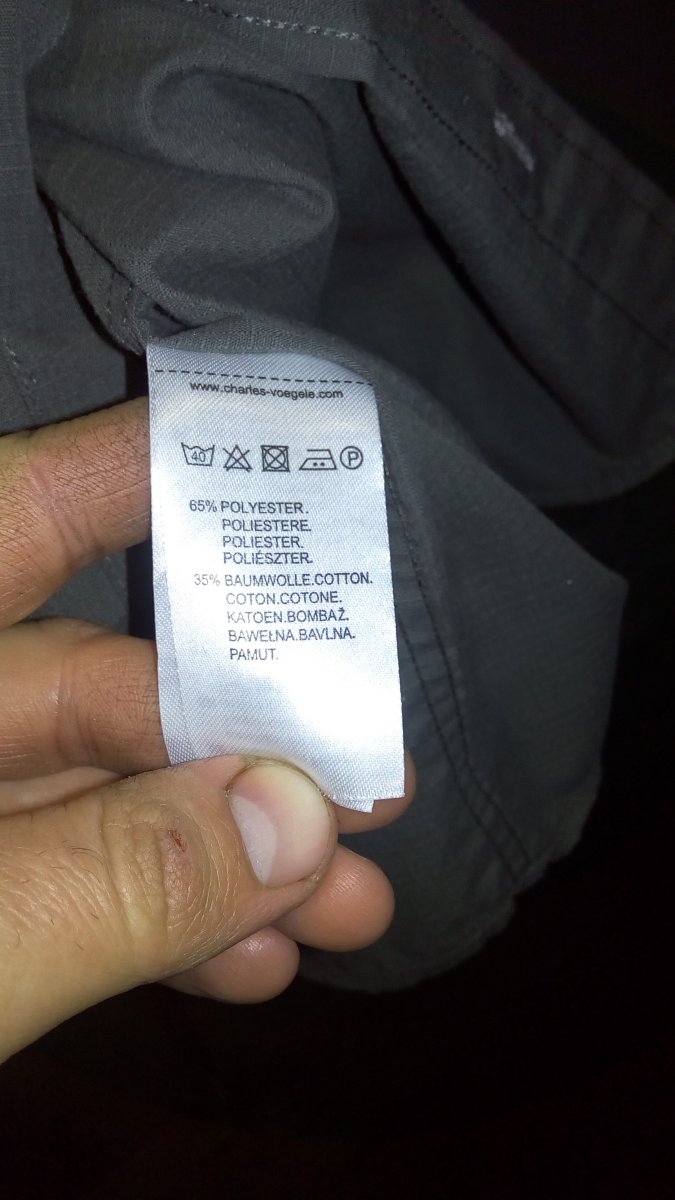 www.charles-voegele.com
40 P
65% POLYESTER.
POLIESTERE.
POLIESTER.
POLIÉSZTER.
35% BAUMWOLLE.COTTON.
COTON.COTONE.
KATOEN.BOMBAŽ.
BAWEŁNA.BAVLNA.
PAMUT.